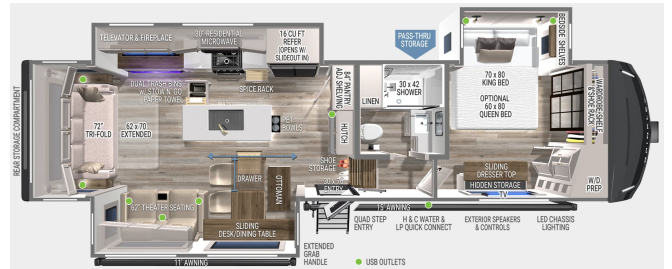 TELEVATOR & FIREPLACE
30" RESIDENTIAL
MICROWAVE
16 CU FT
REFER
(OPENS W/
SLIDEOUT IN)
PASS-THRU
STORAGE
BEDSIDE SHELVES
REAR STORAGE COMPARTMENT
DUAL TRASH BINS
W/ STOW N' GO
PAPER TOWEL
SPICE RACK
84" PANTRY
ADJ SHELVING
LINEN
30 x 42
SHOWER
70 x 80
KING BED
OPTIONAL
60 x 80
QUEEN BED
WARDROBE SHELF
& SHOE RACK
72"
TRI-FOLD
62 x 70
EXTENDED
PET
BOWLS
HUTCH
SHOE
STORAGE
DRAWER
OTTOMAN
ENTRY
SLIDING
DRESSER TOP
HIDDEN STORAGE
TV
W/D
PREP
62" THEATER SEATING
SLIDING
DESK/DINING TABLE
15' AWNING
11' AWNING
EXTENDED
GRAB
HANDLE
QUAD STEP
ENTRY
H & C WATER &
LP QUICK CONNECT
EXTERIOR SPEAKERS
& CONTROLS
LED CHASSIS
LIGHTING
USB OUTLETS